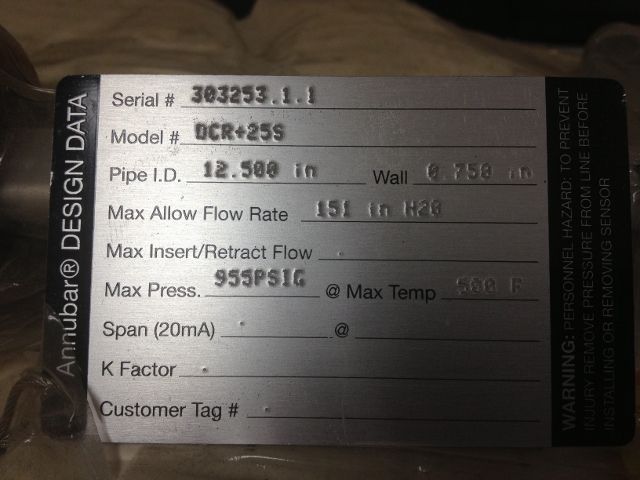 Annubar® DESIGN DATA
Serial # 303253.1.1
Model # DCR+25S
Pipe I.D. 12.500 in Wall 0.750 in
Max Allow Flow Rate 151 in H2O
Max Insert/Retract Flow .
Max Press. 955PSIG @ Max Temp 500 F
Span (20mA) . @ .
K Factor .
Customer Tag # .
WARNING: PERSONNEL HAZARD: TO PREVENT
INJURY REMOVE PRESSURE FROM LINE BEFORE
INSTALLING OR REMOVING SENSOR